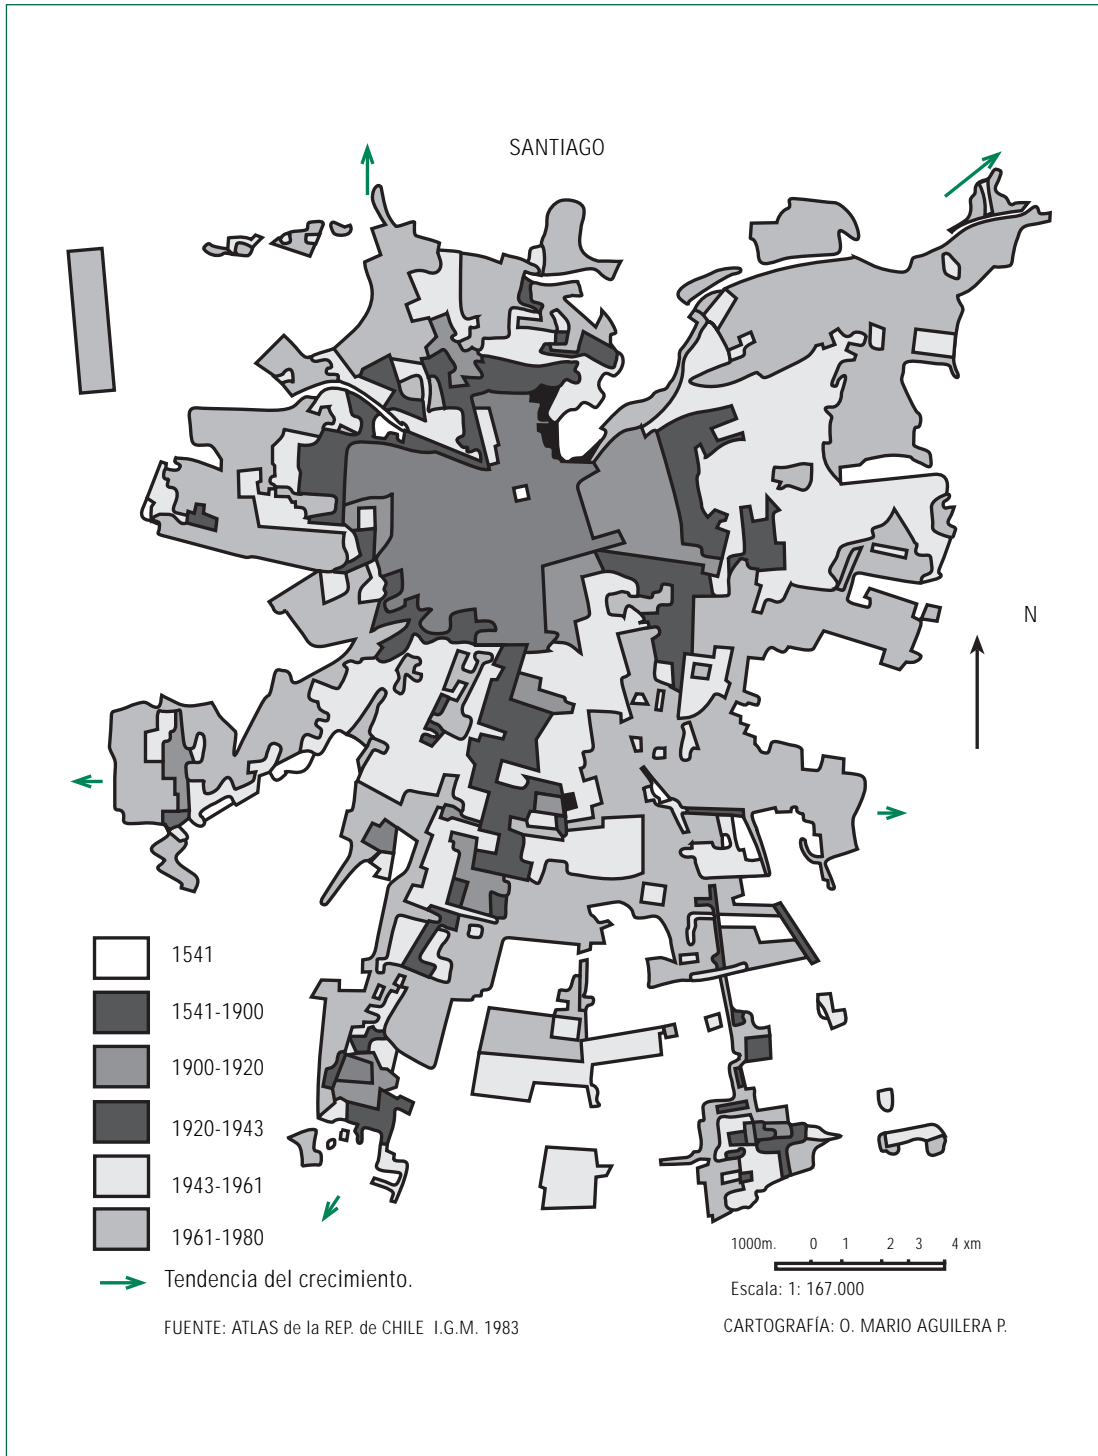 SANTIAGO
N
1541
1541-1900
1900-1920
1920-1943
1943-1961
1961-1980
Tendencia del crecimiento.
1000m. 0 1 2 3 4 xm
Escala: 1: 167.000
FUENTE: ATLAS de la REP. de CHILE I.G.M. 1983
CARTOGRAFÍA: O. MARIO AGUILERA P.